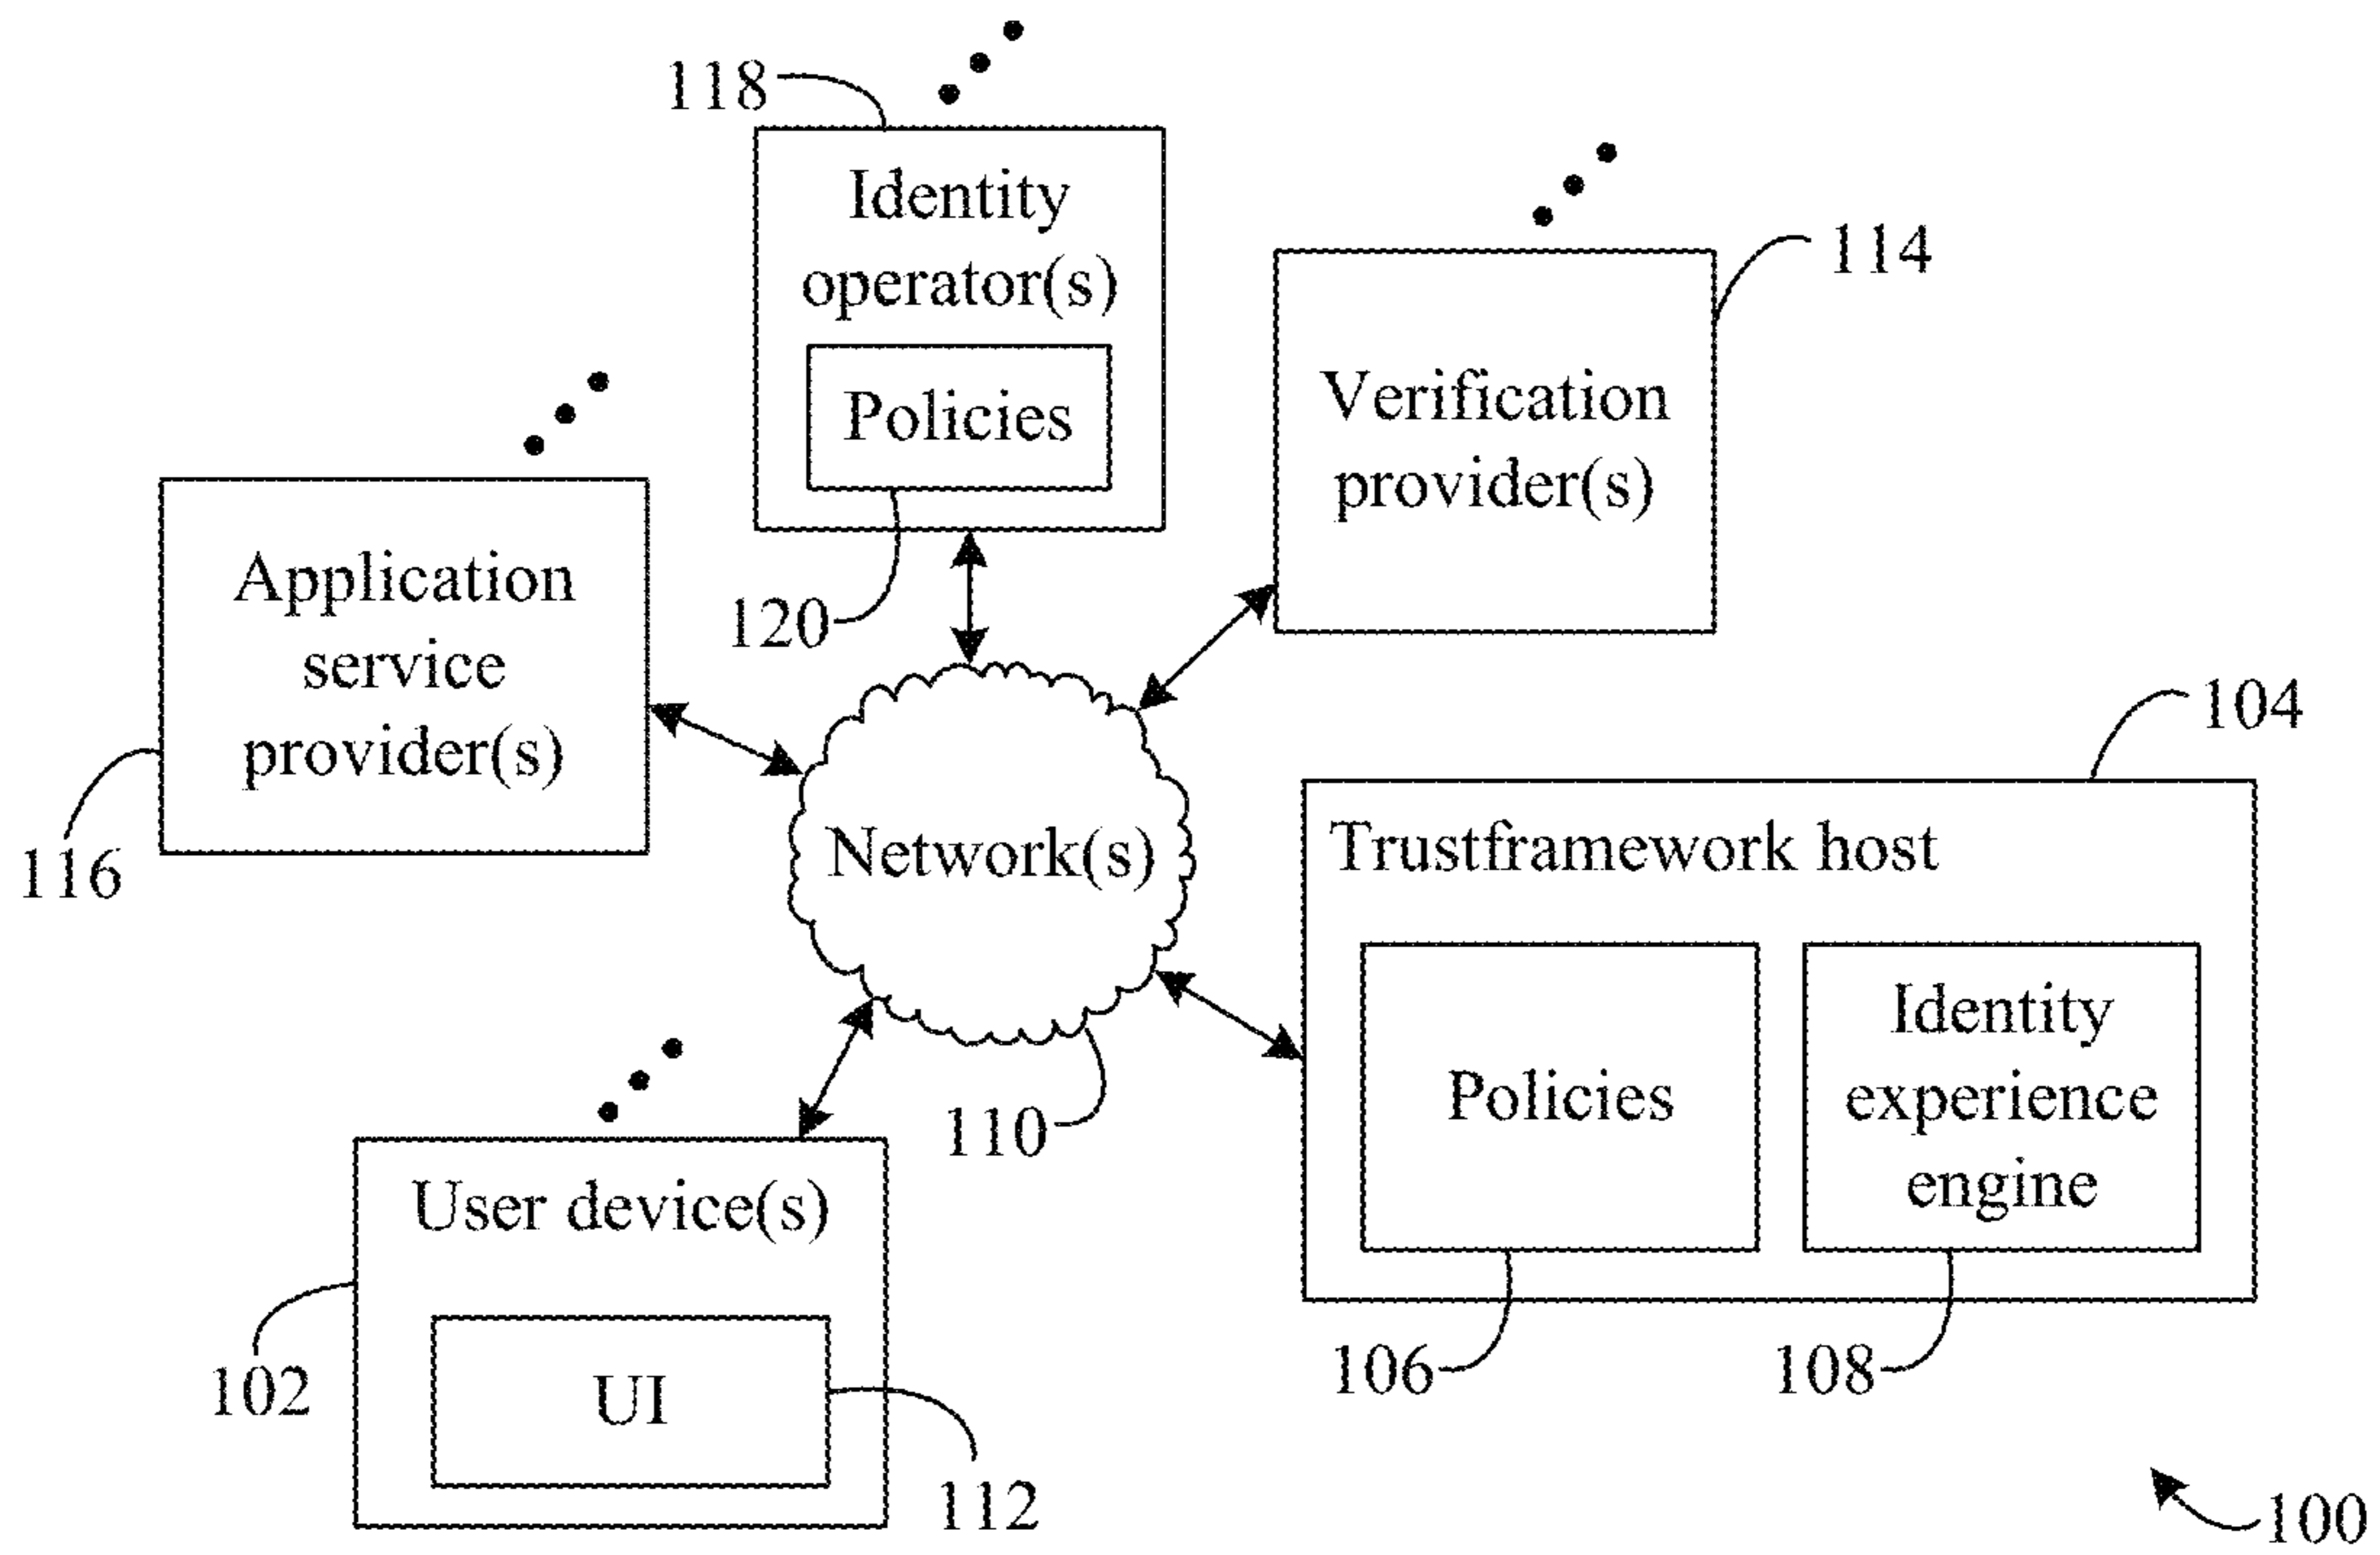 118
Identity
operator(s)
Policies
120
114
Verification
provider(s)
Application
service
provider(s)
116
Network(s)
110
104
Trustframework host
Policies
Identity
experience
engine
106
108
User device(s)
UI
102
112
100